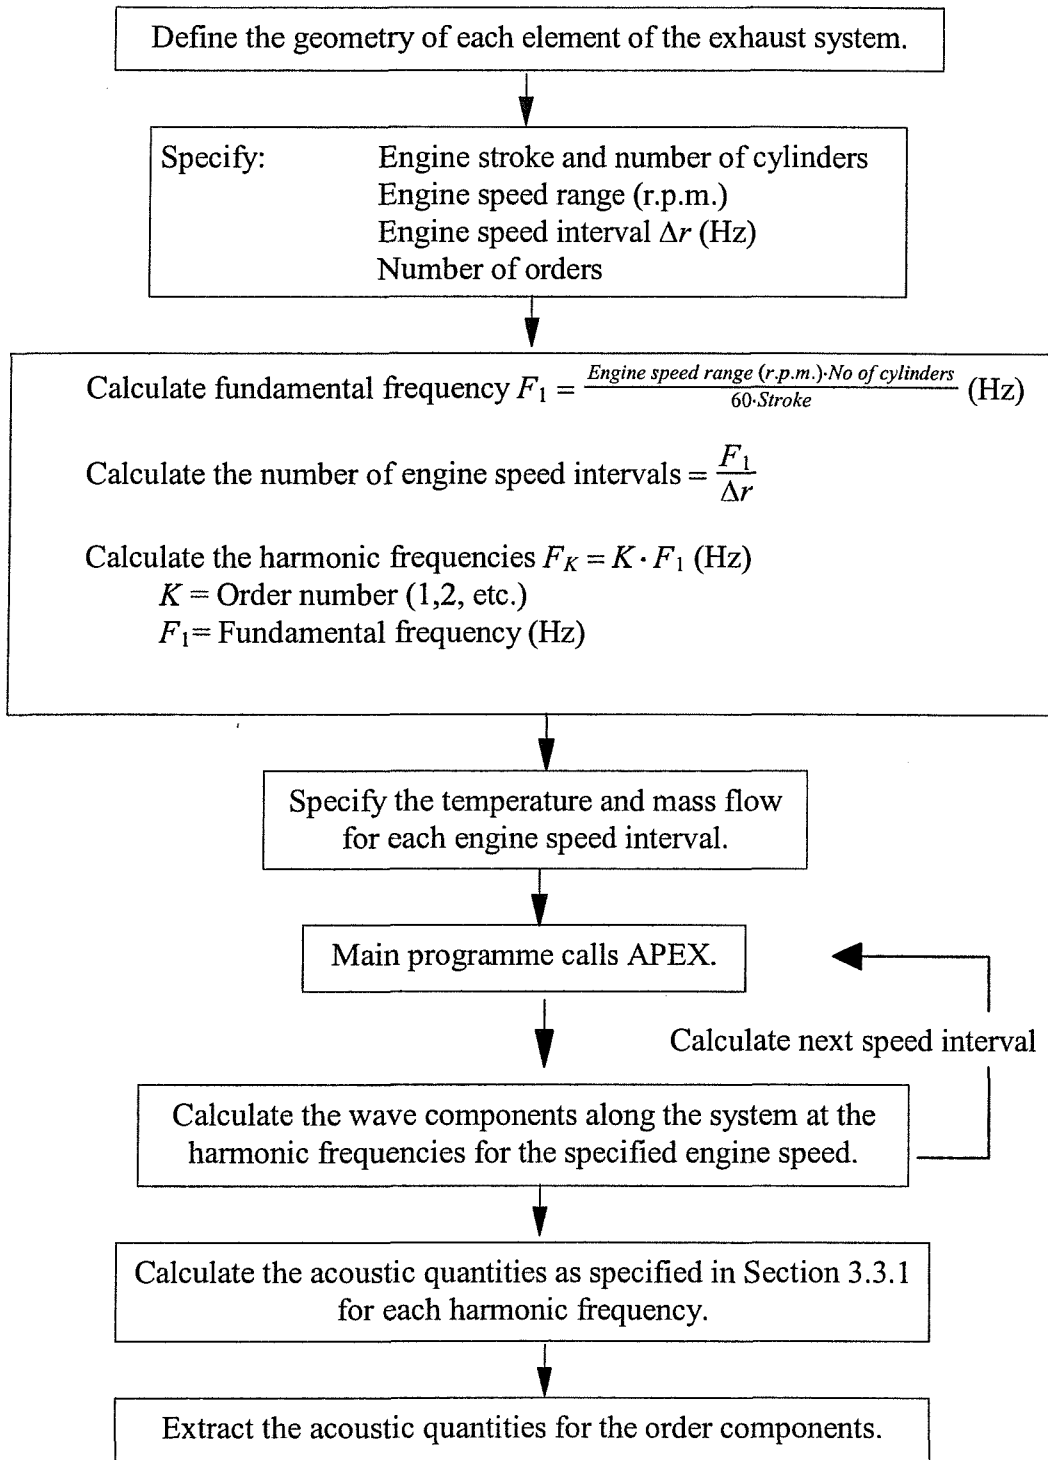 Define the geometry of each element of the exhaust system.
Specify: Engine stroke and number of cylinders
Engine speed range (r.p.m.)
Engine speed interval Δr (Hz)
Number of orders
Calculate fundamental frequency F₁ = Engine speed range (r.p.m.)·No of cylinders / 60·Stroke (Hz)
Calculate the number of engine speed intervals = F₁ / Δr
Calculate the harmonic frequencies F_K = K · F₁ (Hz)
K = Order number (1,2, etc.)
F₁= Fundamental frequency (Hz)
Specify the temperature and mass flow
for each engine speed interval.
Main programme calls APEX.
Calculate next speed interval
Calculate the wave components along the system at the
harmonic frequencies for the specified engine speed.
Calculate the acoustic quantities as specified in Section 3.3.1
for each harmonic frequency.
Extract the acoustic quantities for the order components.